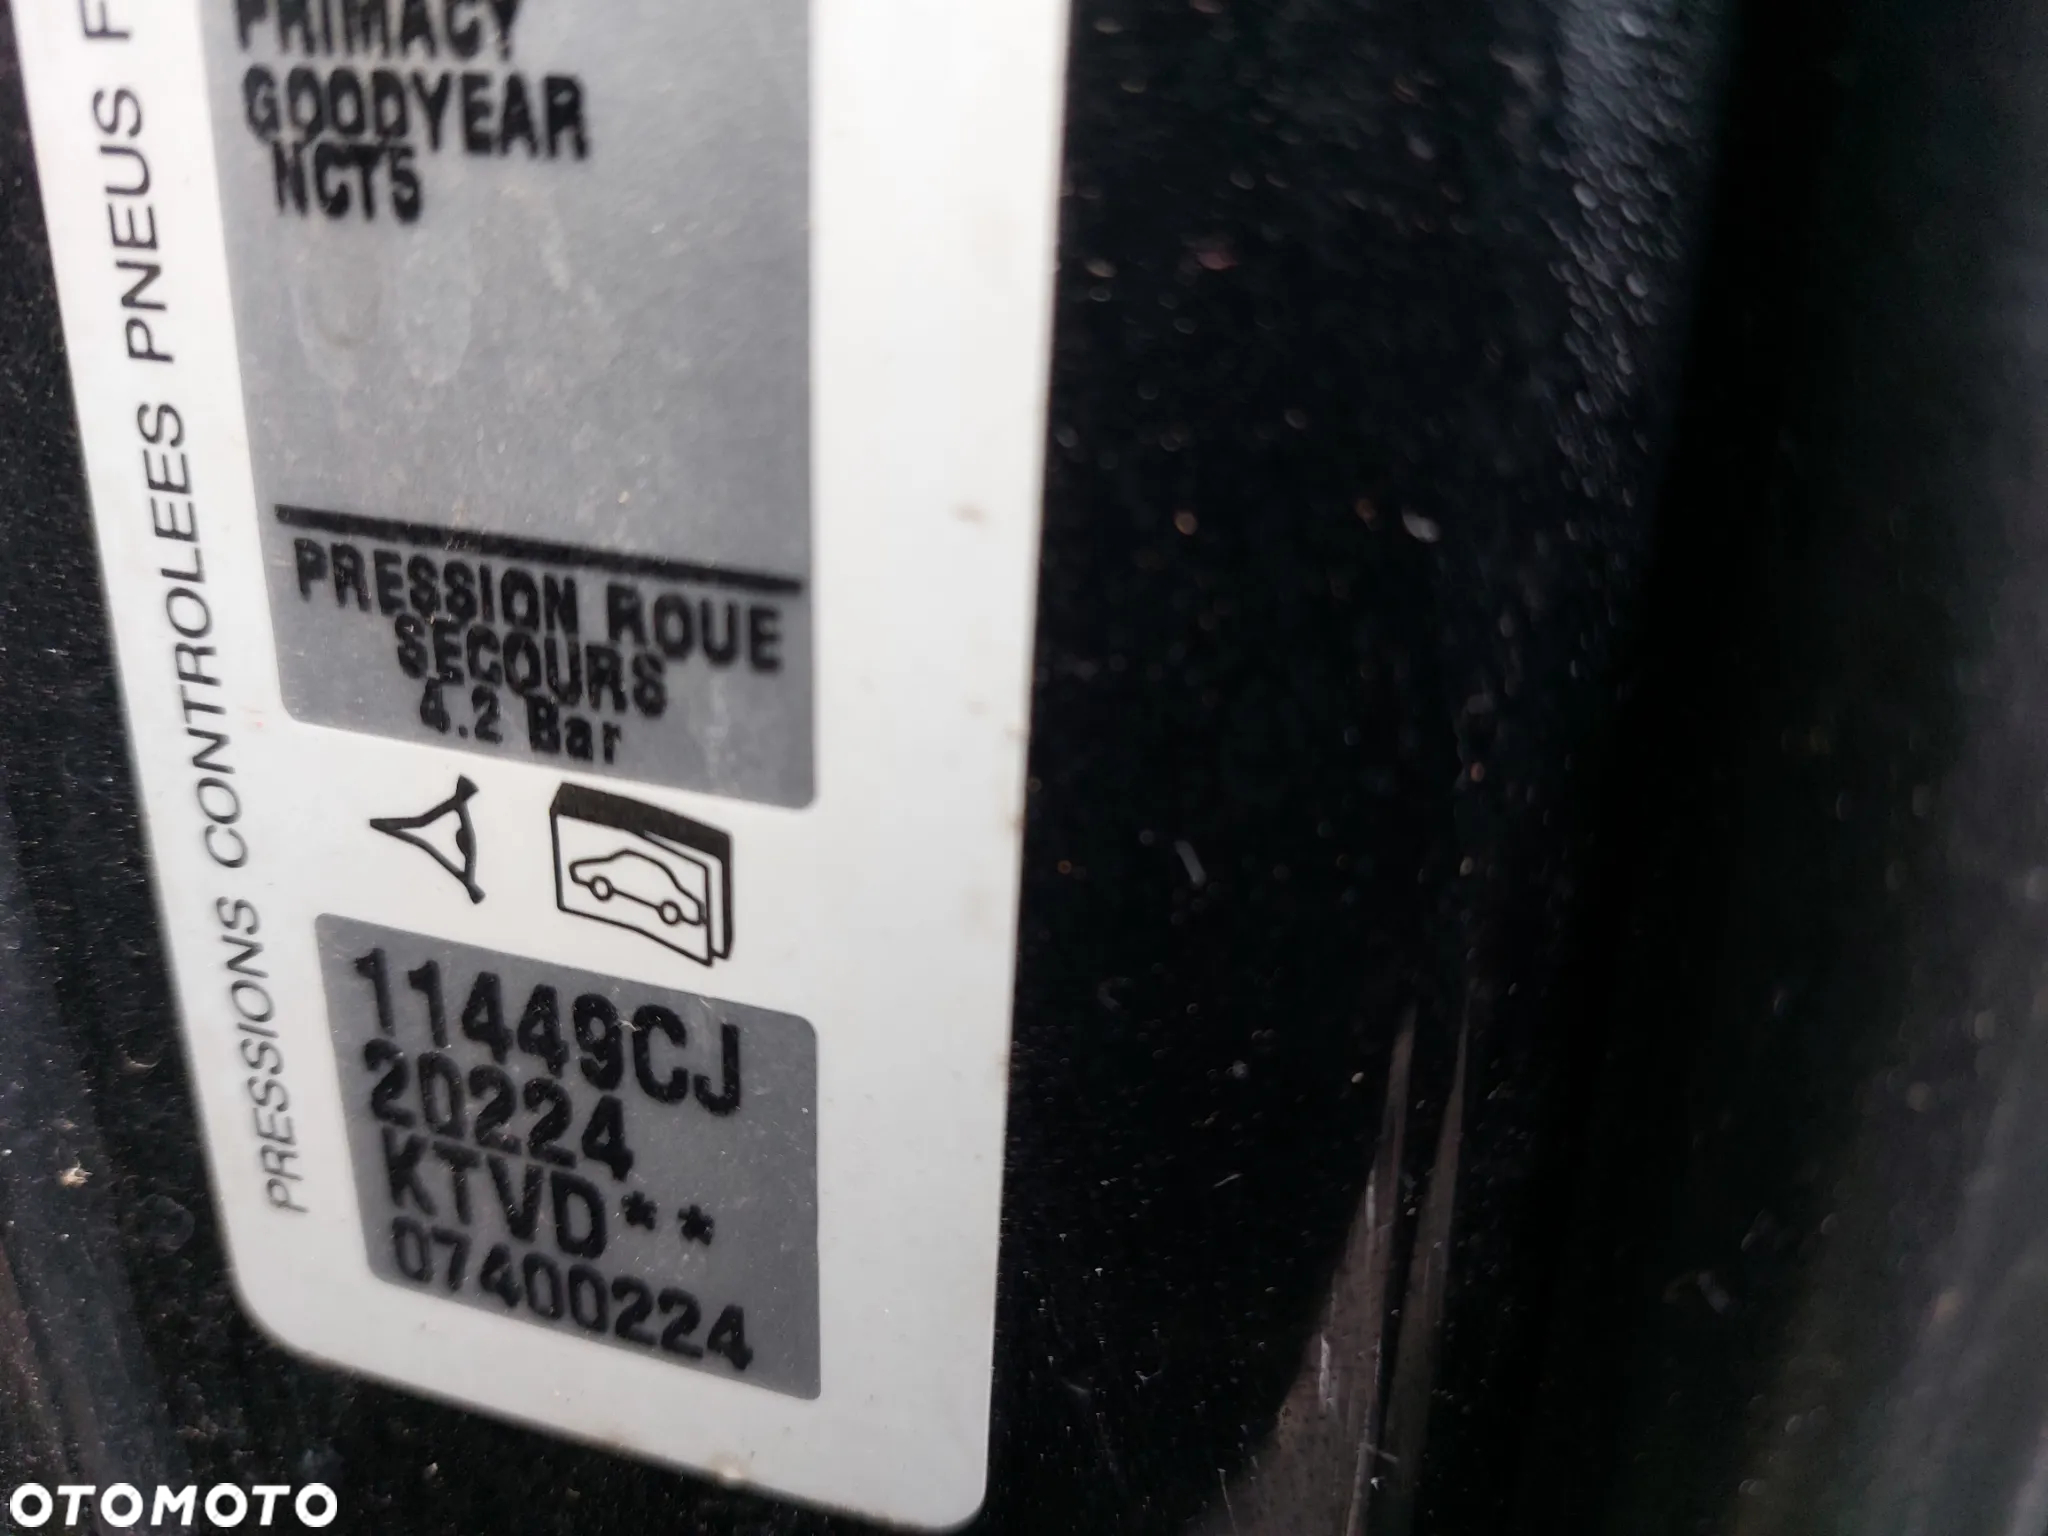 PRIMACY
GOODYEAR
NCT5
PRESSIONS CONTROLEES PNEUS
PRESSION ROUE
SECOURS
4.2 Bar
11449CJ
20224
KTVD**
07400224
OTOMOTO